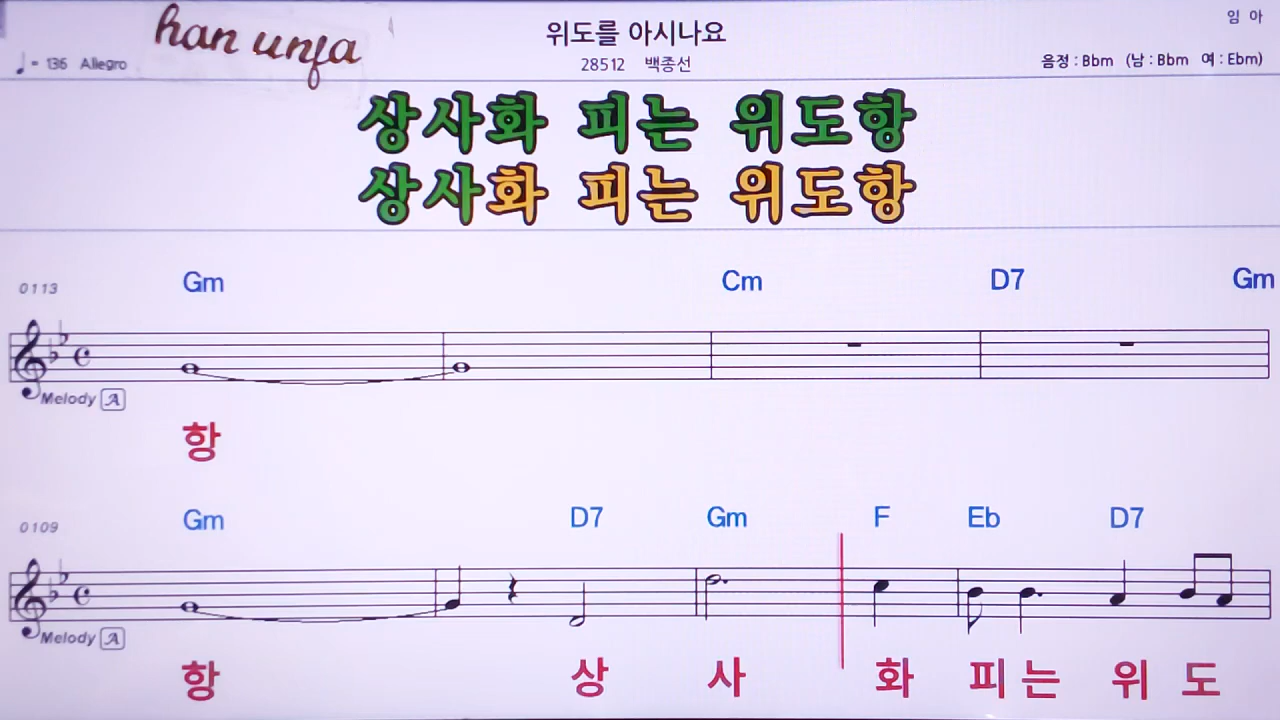 han unfa
위도를 아시나요
임 아
♩= 136 Allegro
28512 백종선
음정 : Bbm (남 : Bbm 여 : Ebm)
상사화 피는 위도항
상사화 피는 위도항
0113 Gm Cm D7 Gm
Melody A
항
0109 Gm D7 Gm F Eb D7
Melody A
항 상 사 화 피 는 위 도